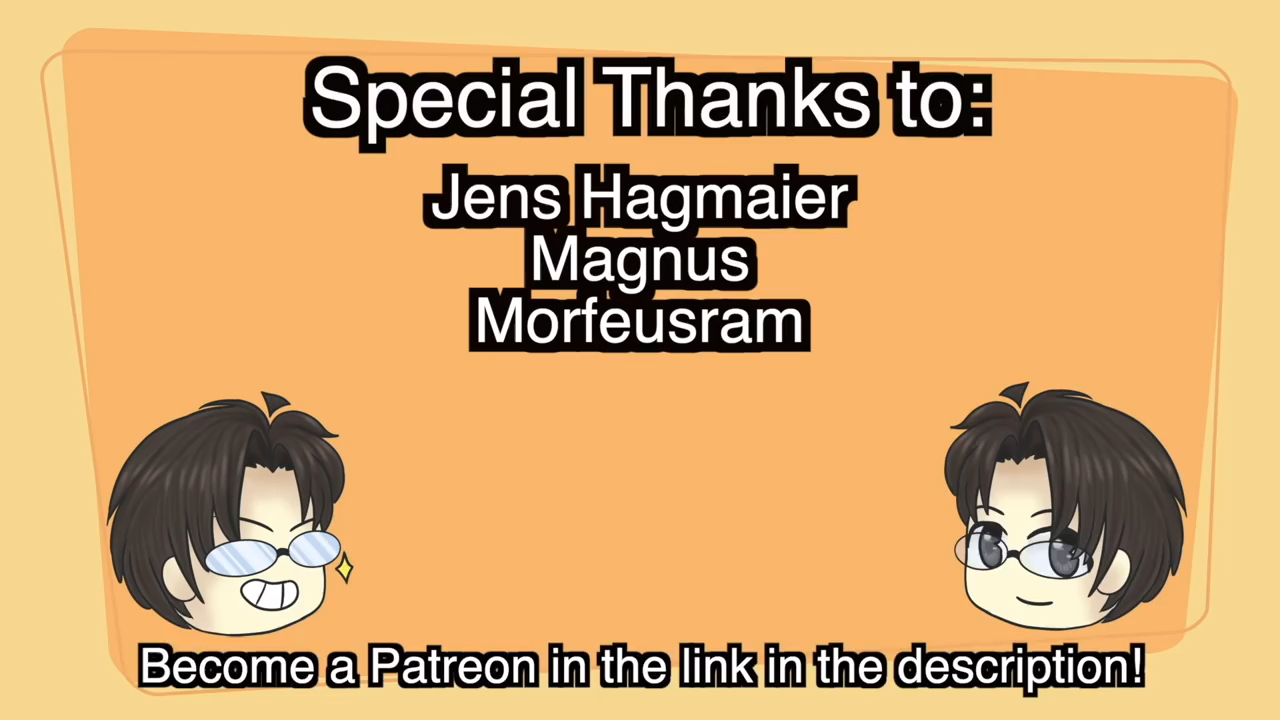 Special Thanks to:
Jens Hagmaier
Magnus
Morfeusram
Become a Patreon in the link in the description!